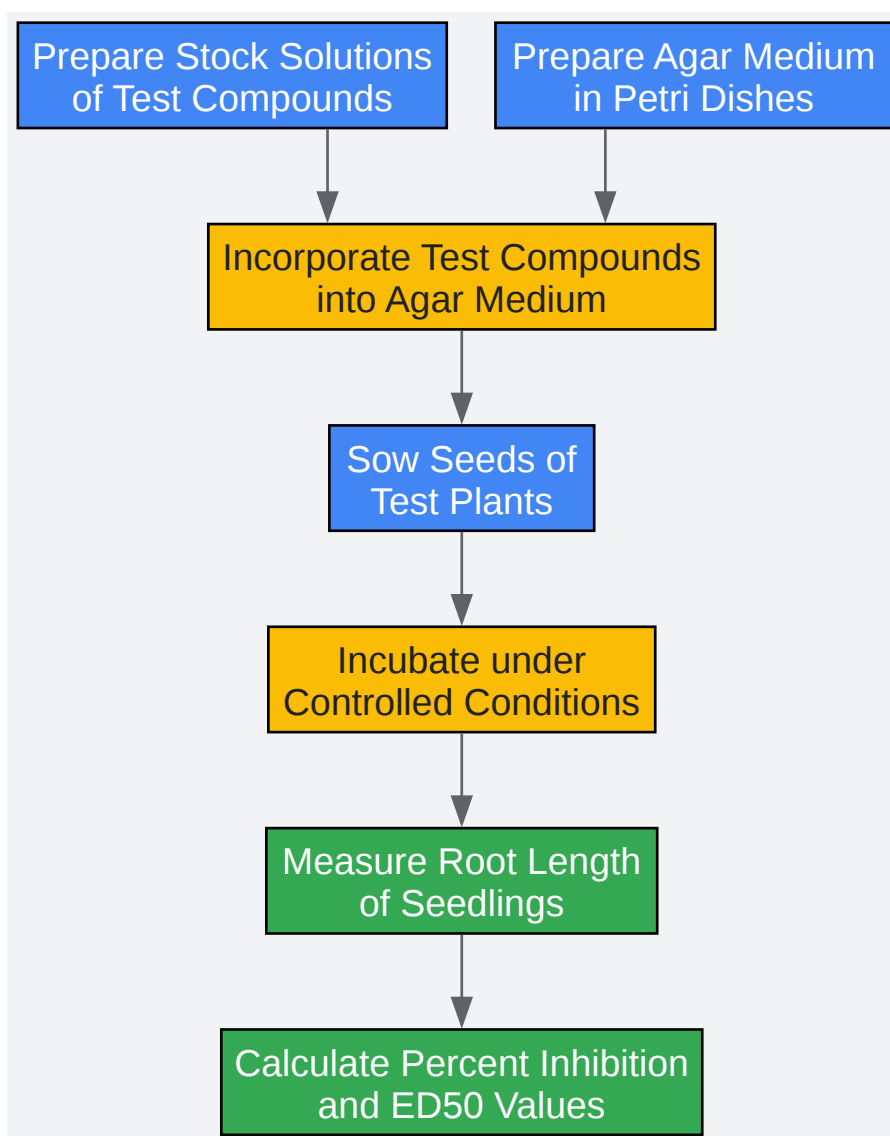 Prepare Stock Solutions
of Test Compounds
Prepare Agar Medium
in Petri Dishes
Incorporate Test Compounds
into Agar Medium
Sow Seeds of
Test Plants
Incubate under
Controlled Conditions
Measure Root Length
of Seedlings
Calculate Percent Inhibition
and ED50 Values